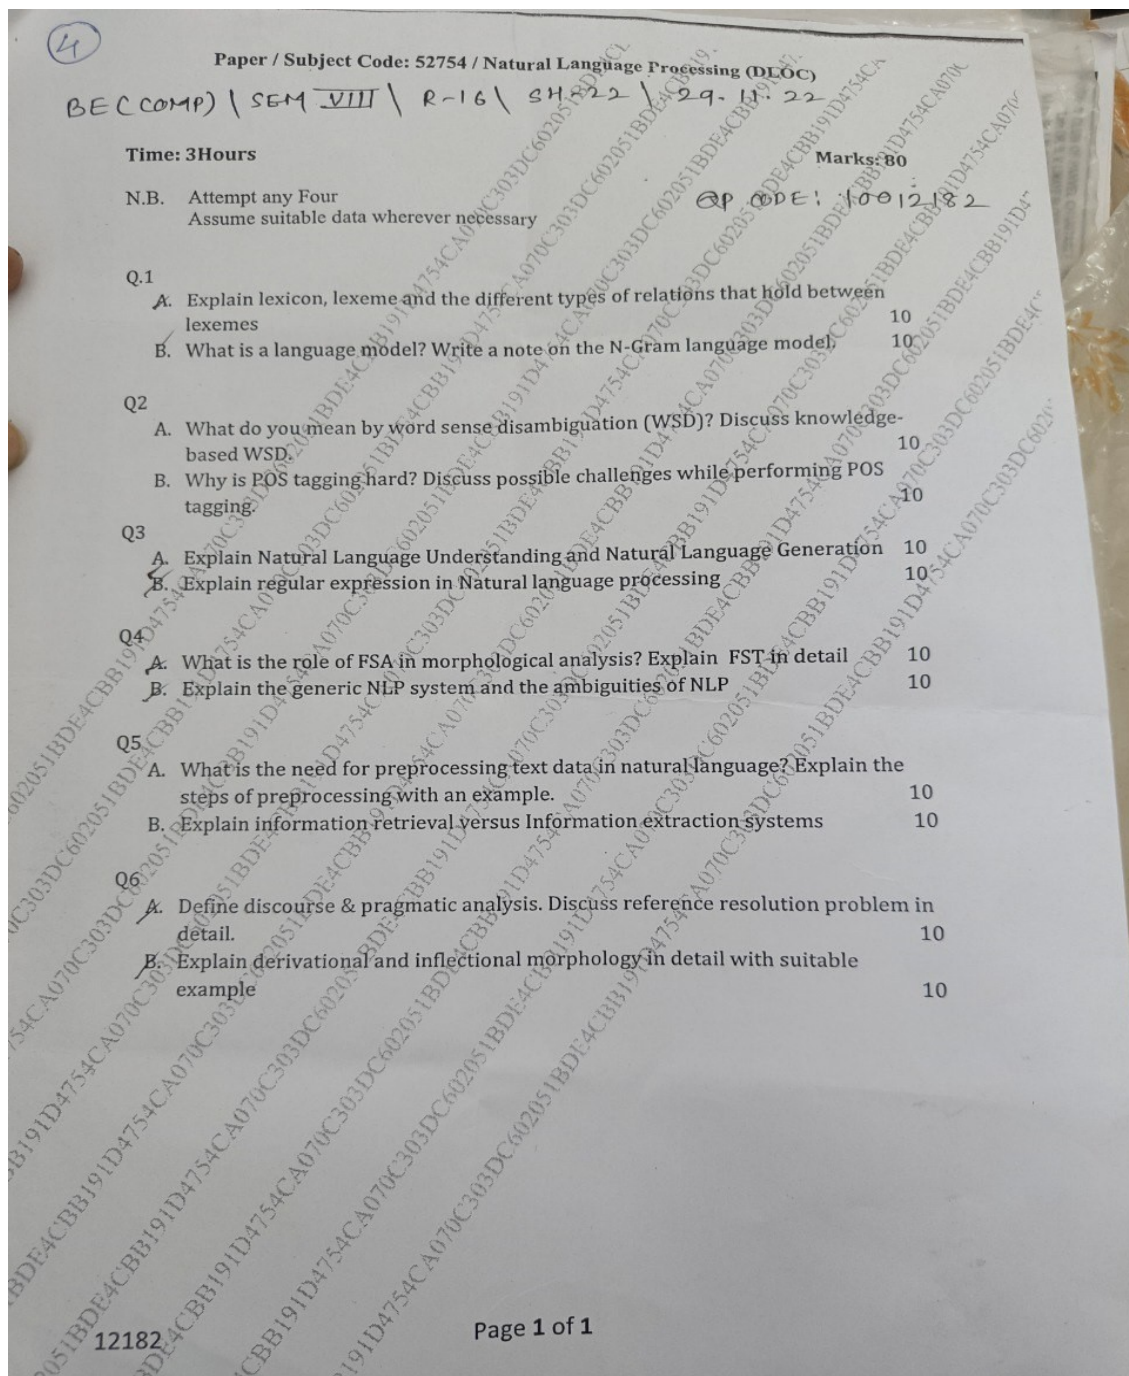 4
Paper / Subject Code: 52754 / Natural Language Processing (DLOC)
BE(COMP) \ SEM VIII \ R-16 \ SH-22 \ 29.11.22
Time: 3Hours
Marks: 80
N.B. Attempt any Four
QP CODE: 10012182
Assume suitable data wherever necessary
Q.1
A. Explain lexicon, lexeme and the different types of relations that hold between
lexemes 10
B. What is a language model? Write a note on the N-Gram language model. 10
Q2
A. What do you mean by word sense disambiguation (WSD)? Discuss knowledge-
based WSD. 10
B. Why is POS tagging hard? Discuss possible challenges while performing POS
tagging. 10
Q3
A. Explain Natural Language Understanding and Natural Language Generation 10
B. Explain regular expression in Natural language processing 10
Q4
A. What is the role of FSA in morphological analysis? Explain FST in detail 10
B. Explain the generic NLP system and the ambiguities of NLP 10
Q5
A. What is the need for preprocessing text data in natural language? Explain the
steps of preprocessing with an example. 10
B. Explain information retrieval versus Information extraction systems 10
Q6
A. Define discourse & pragmatic analysis. Discuss reference resolution problem in
detail. 10
B. Explain derivational and inflectional morphology in detail with suitable
example 10
12182
Page 1 of 1